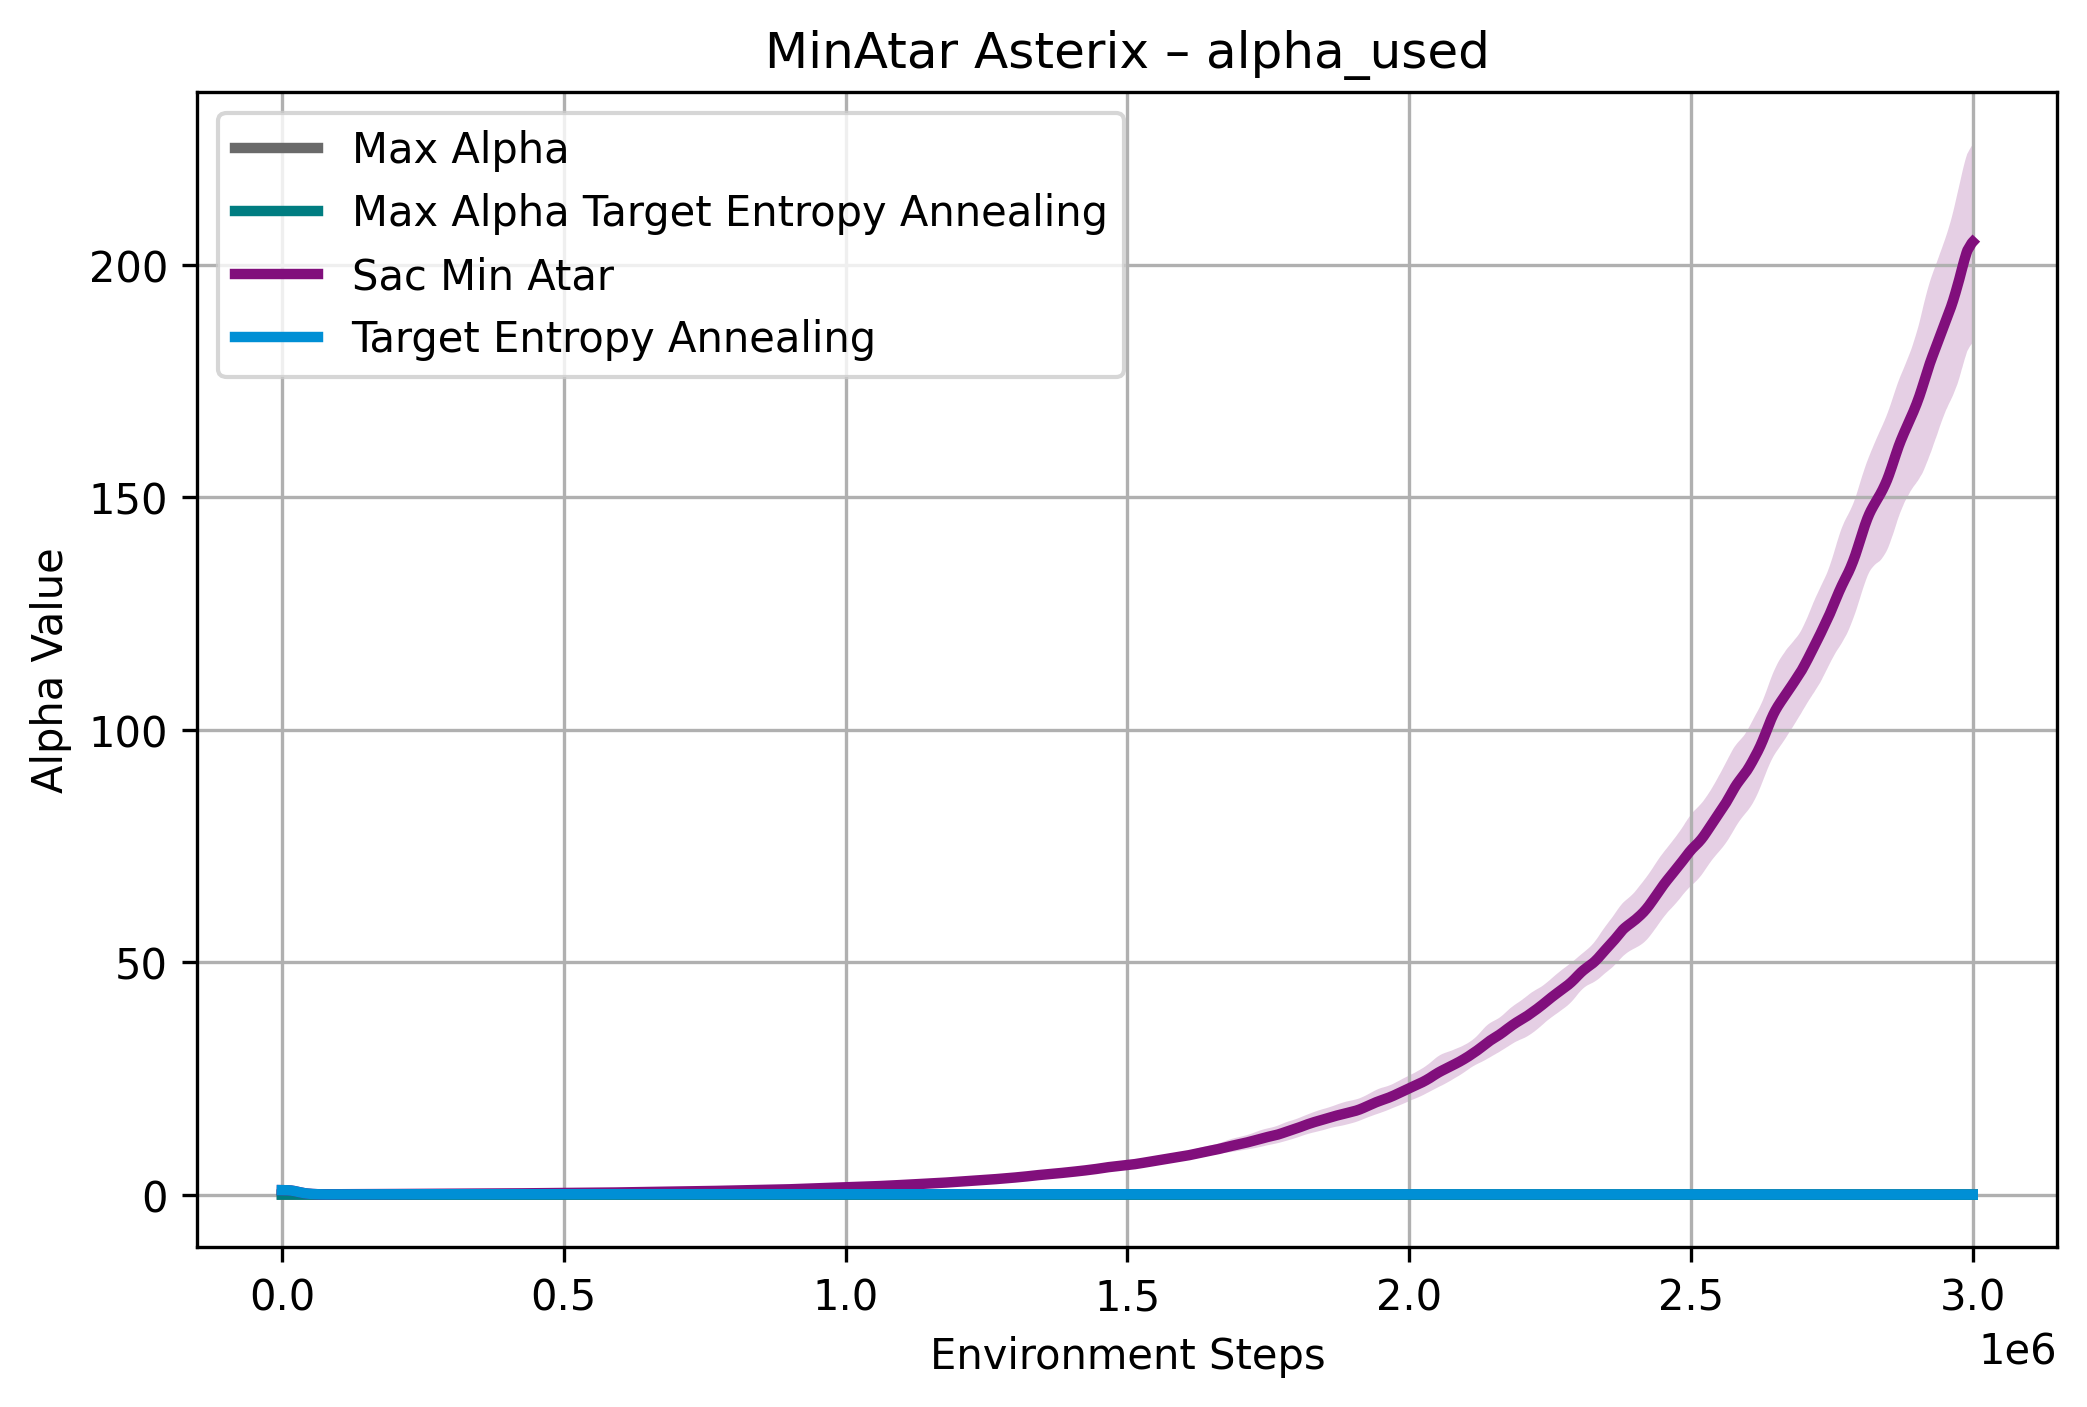 MinAtar Asterix – alpha_used
Max Alpha
Max Alpha Target Entropy Annealing
Sac Min Atar
Target Entropy Annealing
Alpha Value
200
150
100
50
0
0.0 0.5 1.0 1.5 2.0 2.5 3.0
1e6
Environment Steps